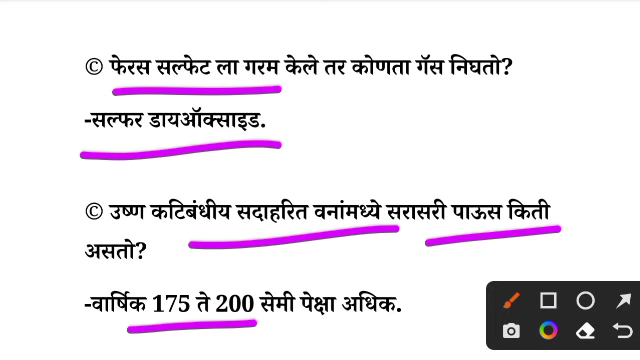 © फेरस सल्फेट ला गरम केले तर कोणता गॅस निघतो?
-सल्फर डायऑक्साइड.
© उष्ण कटिबंधीय सदाहरित वनांमध्ये सरासरी पाऊस किती
असतो?
-वार्षिक 175 ते 200 सेमी पेक्षा अधिक.